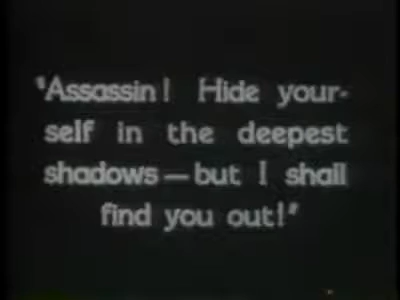 "Assassin! Hide your-
self in the deepest
shadows—but I shall
find you out!"